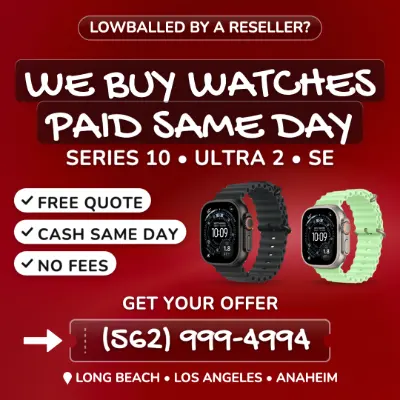 LOWBALLED BY A RESELLER?
WE BUY WATCHES
PAID SAME DAY
SERIES 10 • ULTRA 2 • SE
FREE QUOTE
CASH SAME DAY
NO FEES
GET YOUR OFFER
(562) 999-4994
LONG BEACH • LOS ANGELES • ANAHEIM